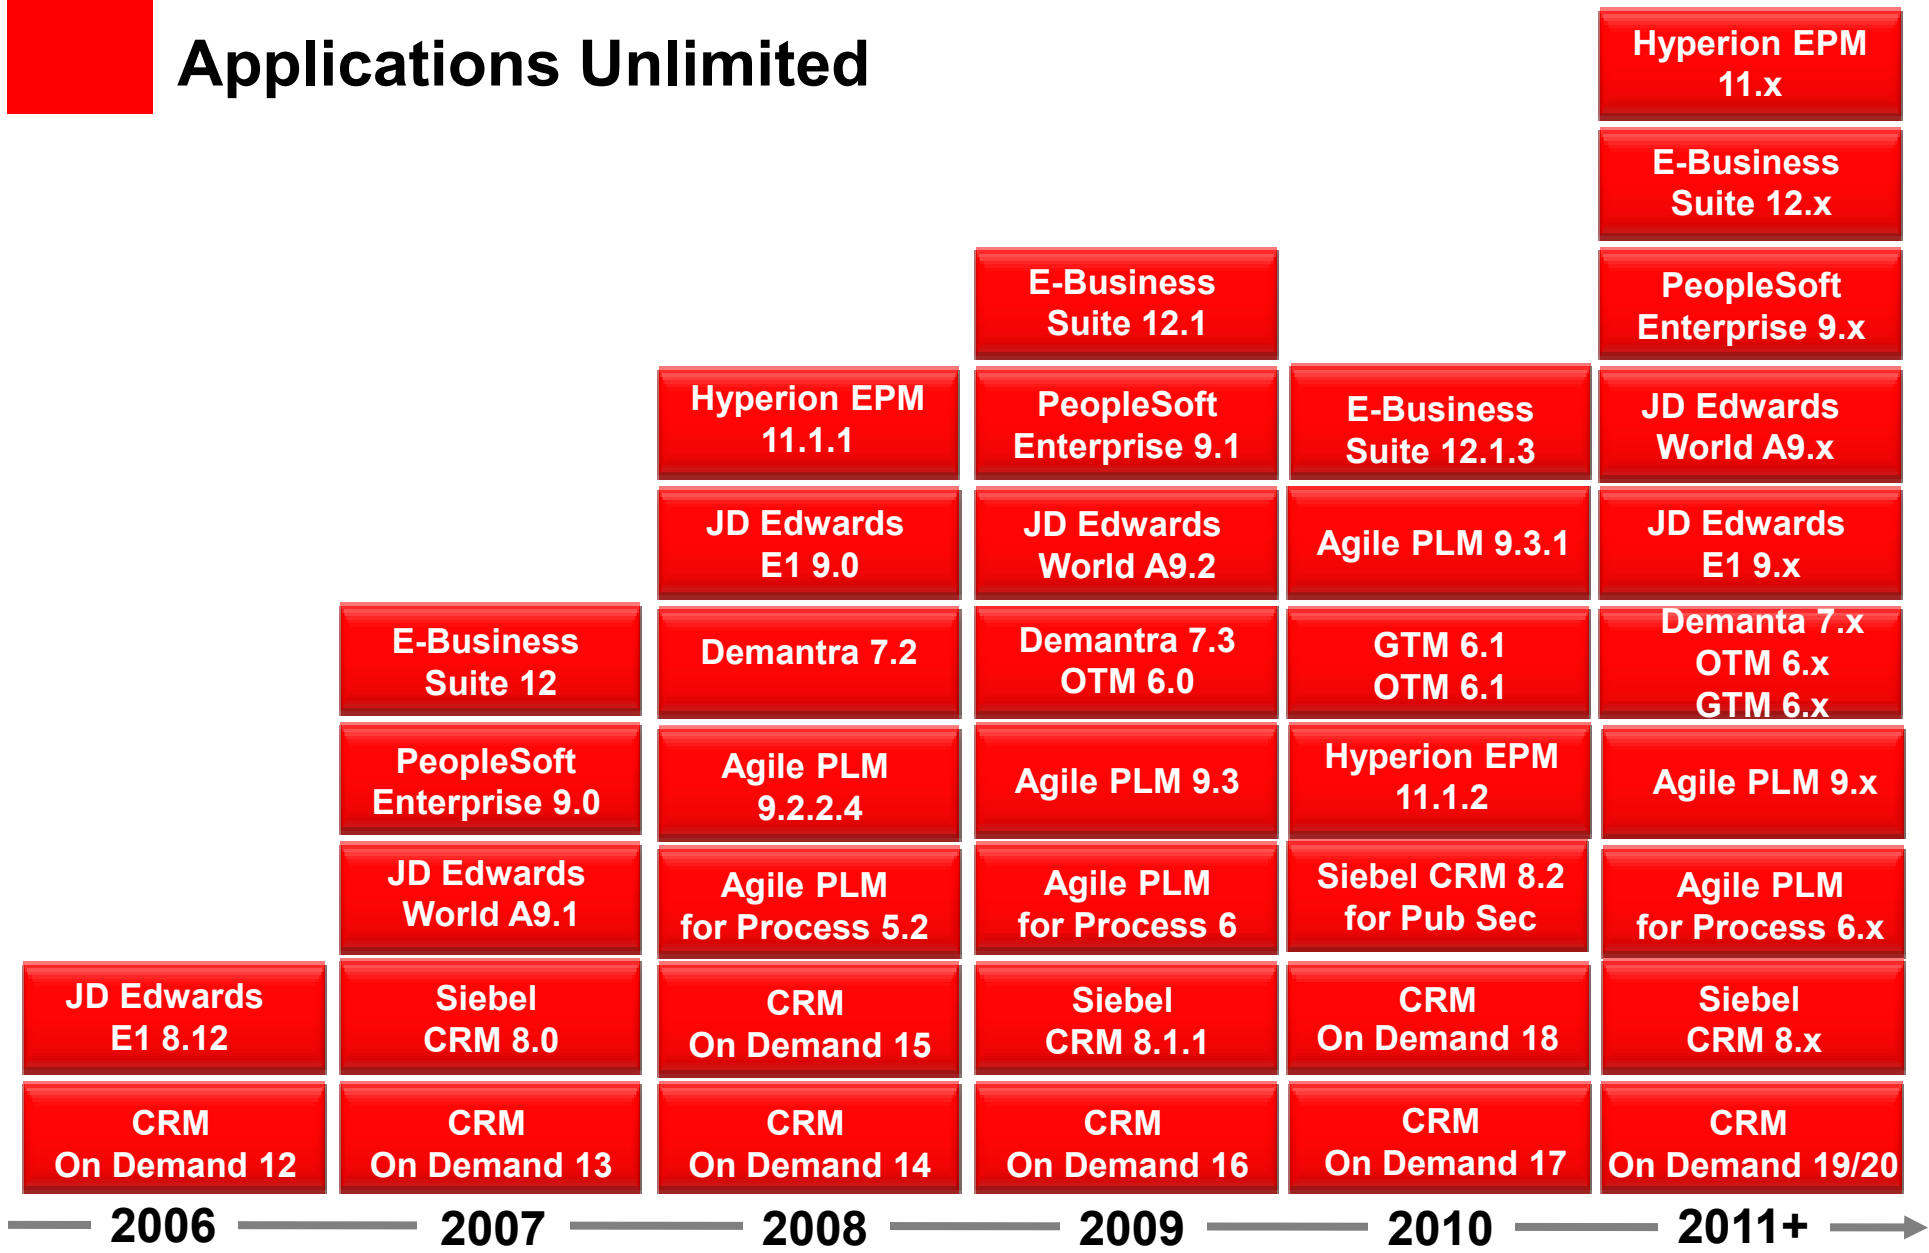 Applications Unlimited
JD Edwards
E1 8.12
CRM
On Demand 12
2006
E-Business
Suite 12
PeopleSoft
Enterprise 9.0
JD Edwards
World A9.1
Siebel
CRM 8.0
CRM
On Demand 13
2007
Hyperion EPM
11.1.1
JD Edwards
E1 9.0
Demantra 7.2
Agile PLM
9.2.2.4
Agile PLM
for Process 5.2
CRM
On Demand 15
CRM
On Demand 14
2008
E-Business
Suite 12.1
PeopleSoft
Enterprise 9.1
JD Edwards
World A9.2
Demantra 7.3
OTM 6.0
Agile PLM 9.3
Agile PLM
for Process 6
Siebel
CRM 8.1.1
CRM
On Demand 16
2009
E-Business
Suite 12.1.3
Agile PLM 9.3.1
GTM 6.1
OTM 6.1
Hyperion EPM
11.1.2
Siebel CRM 8.2
for Pub Sec
CRM
On Demand 18
CRM
On Demand 17
2010
Hyperion EPM
11.x
E-Business
Suite 12.x
PeopleSoft
Enterprise 9.x
JD Edwards
World A9.x
JD Edwards
E1 9.x
Demanta 7.x
OTM 6.x
GTM 6.x
Agile PLM 9.x
Agile PLM
for Process 6.x
Siebel
CRM 8.x
CRM
On Demand 19/20
2011+